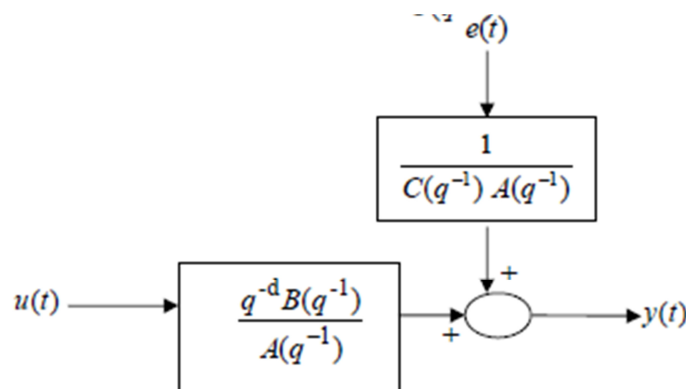 e(t)
1
C(q⁻¹) A(q⁻¹)
+
u(t)
q⁻ᵈB(q⁻¹)
A(q⁻¹)
+
y(t)